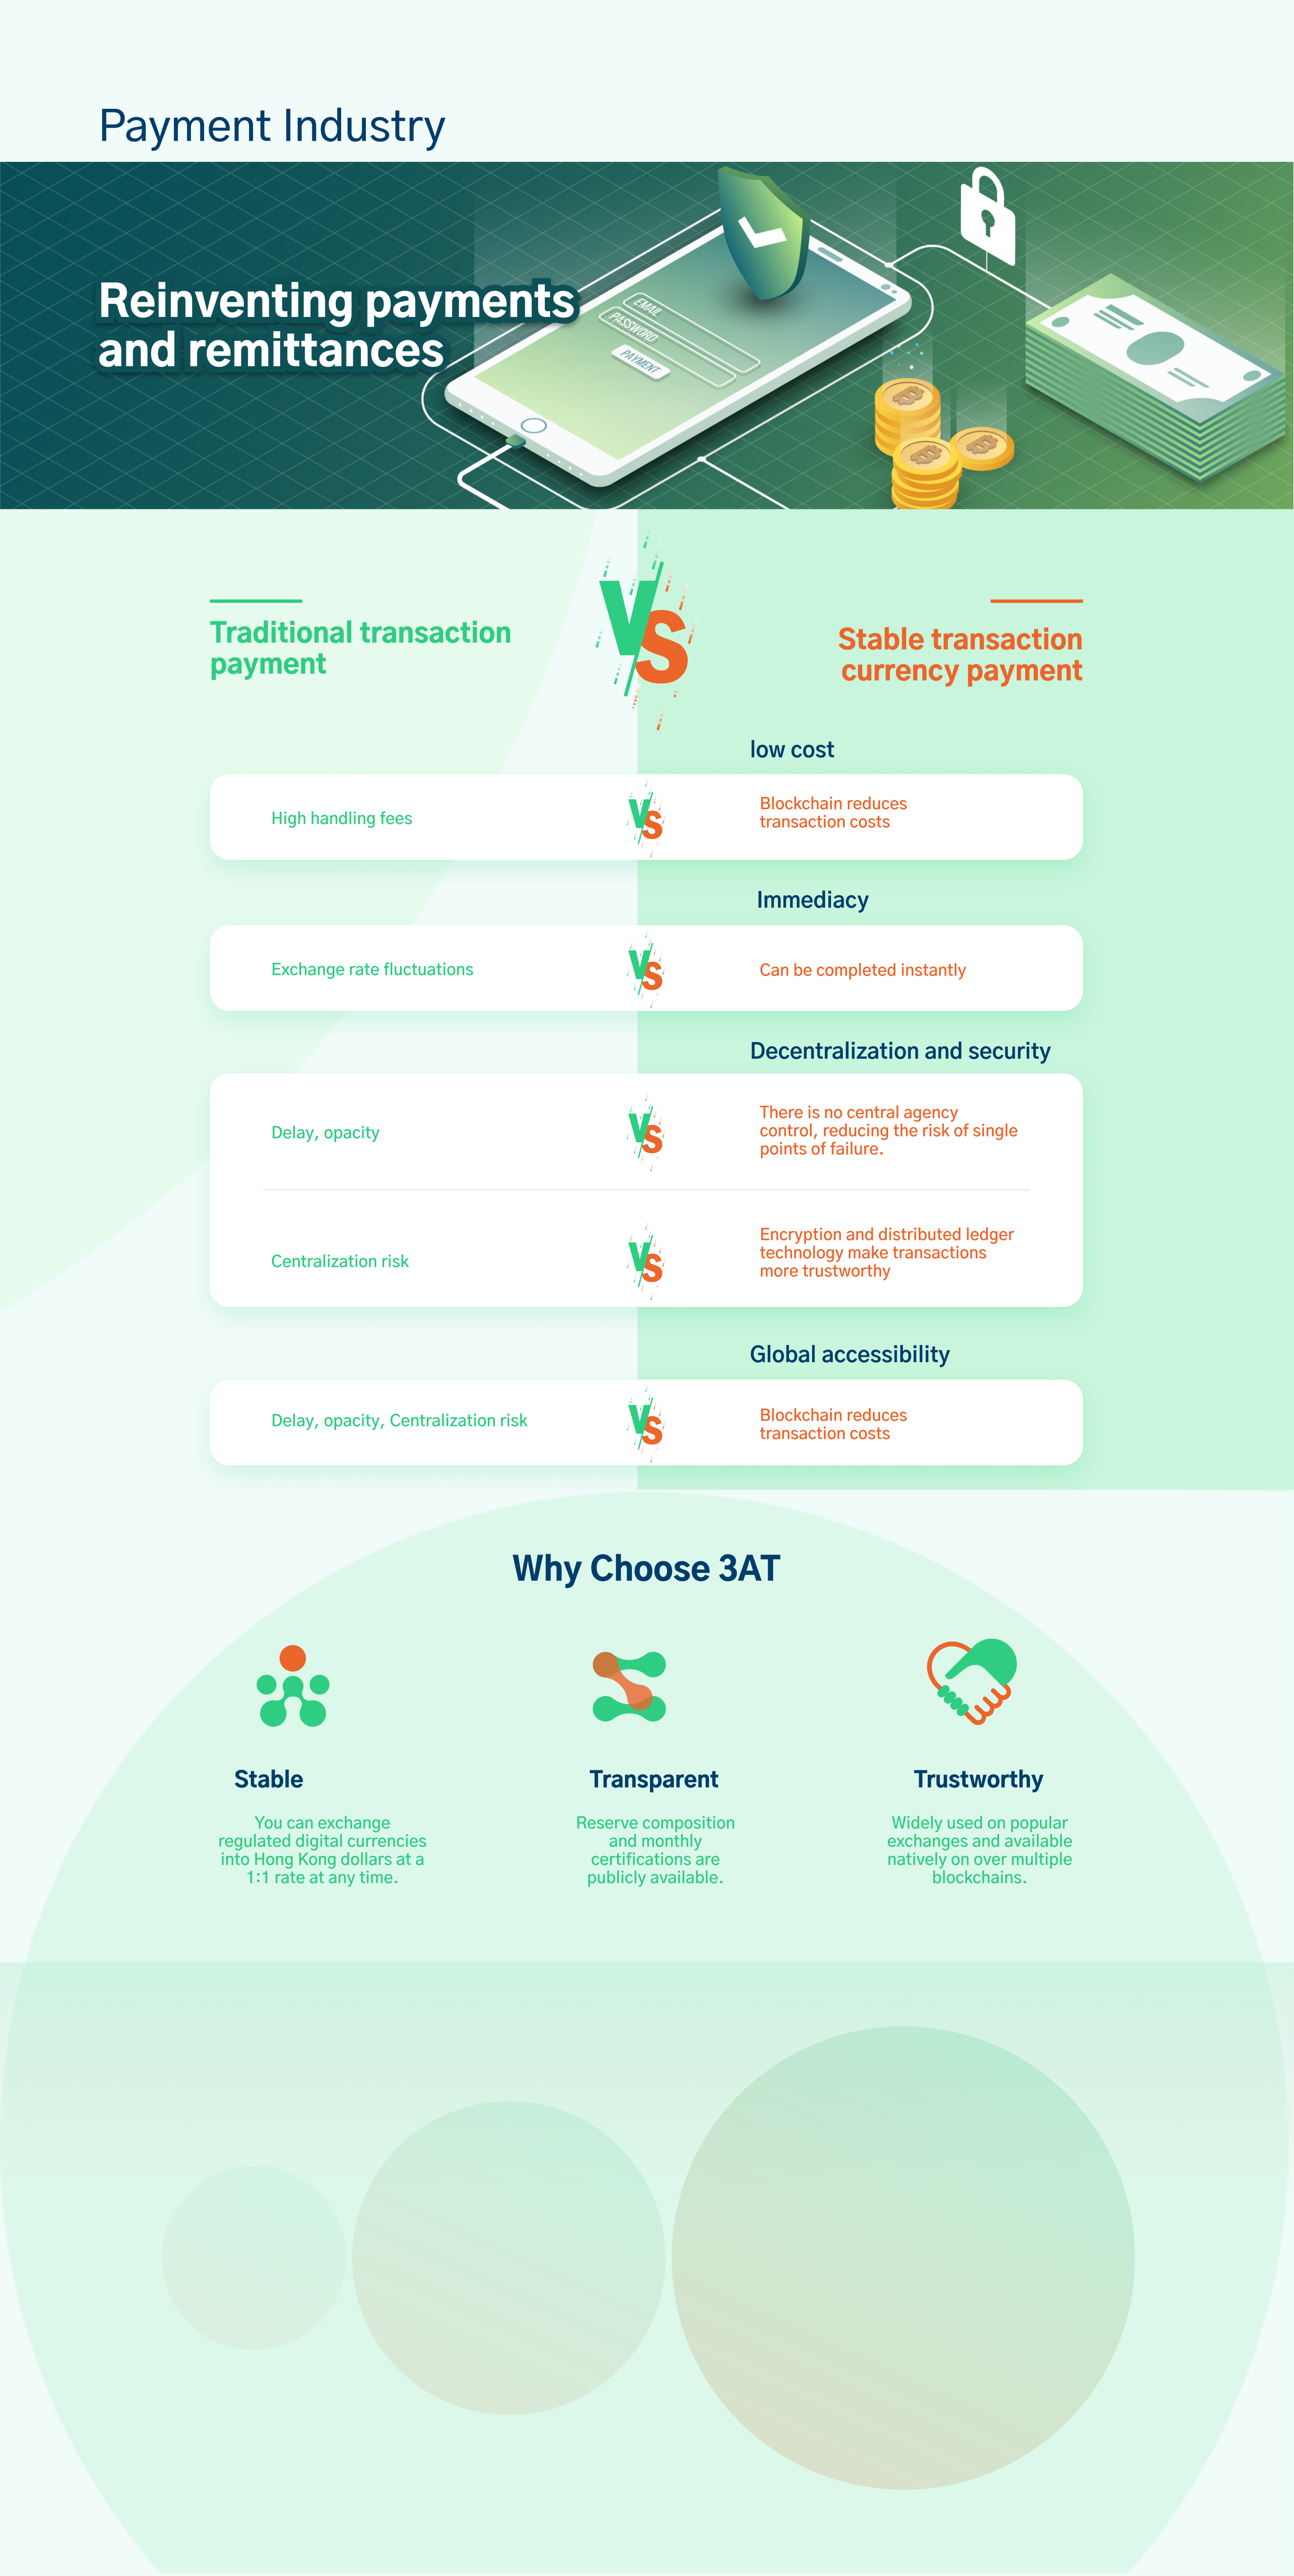 Payment Industry
Reinventing payments
and remittances
EMAIL
PASSWORD
PAYMENT
Traditional transaction
payment
VS
Stable transaction
currency payment
low cost
High handling fees
VS
Blockchain reduces
transaction costs
Immediacy
Exchange rate fluctuations
VS
Can be completed instantly
Decentralization and security
Delay, opacity
VS
There is no central agency
control, reducing the risk of single
points of failure.
Centralization risk
VS
Encryption and distributed ledger
technology make transactions
more trustworthy
Global accessibility
Delay, opacity, Centralization risk
VS
Blockchain reduces
transaction costs
Why Choose 3AT
Stable
You can exchange
regulated digital currencies
into Hong Kong dollars at a
1:1 rate at any time.
Transparent
Reserve composition
and monthly
certifications are
publicly available.
Trustworthy
Widely used on popular
exchanges and available
natively on over multiple
blockchains.